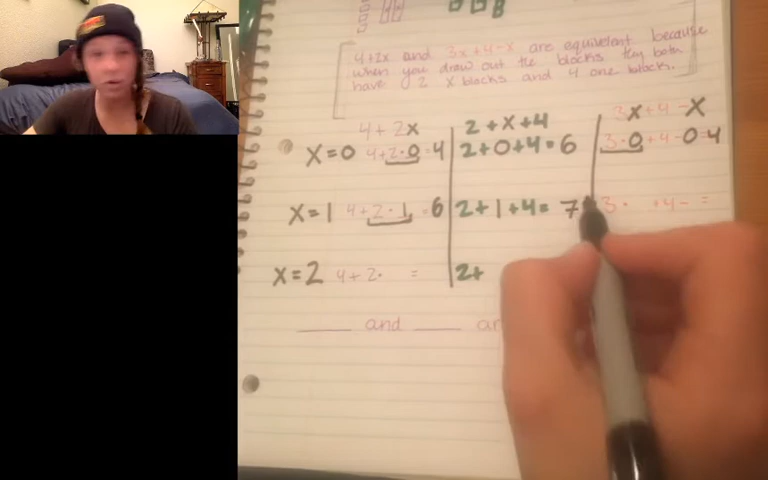 4+2x and 3x+4-x are equivalent because
when you draw out the blocks they both
have 2 x blocks and 4 one blocks.
4+2x 2+x+4 3x+4-x
x=0 4+2·0=4 2+0+4=6 3·0+4-0=4
x=1 4+2·1=6 2+1+4=7 3· +4- =
x=2 4+2· = 2+
____ and ____ ar